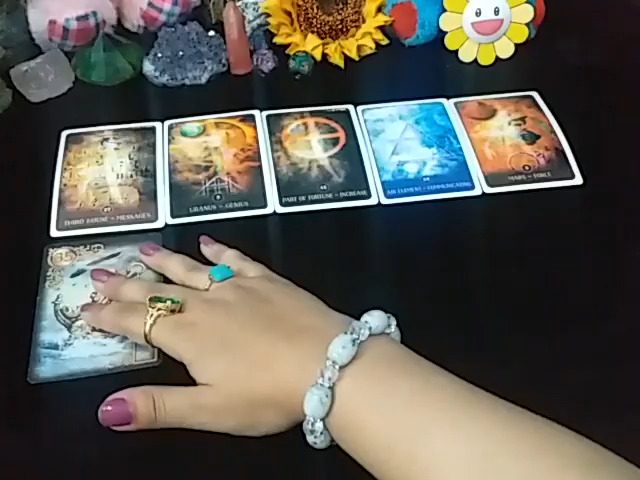 THIRD HOUSE ~ MESSAGES
URANUS ~ GENIUS
PART OF FORTUNE ~ INCREASE
AIR ELEMENT ~ COMMUNICATING
MARS ~ FORCE